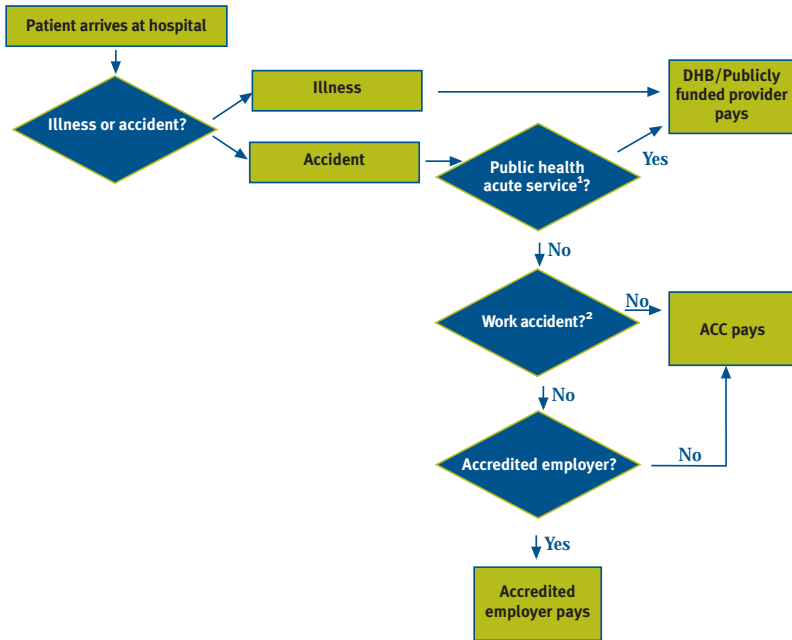 Patient arrives at hospital
Illness or accident?
Illness
DHB/Publicly
funded provider
pays
Accident
Public health
acute service¹?
Yes
No
Work accident?²
No
ACC pays
No
Accredited employer?
No
Yes
Accredited
employer pays